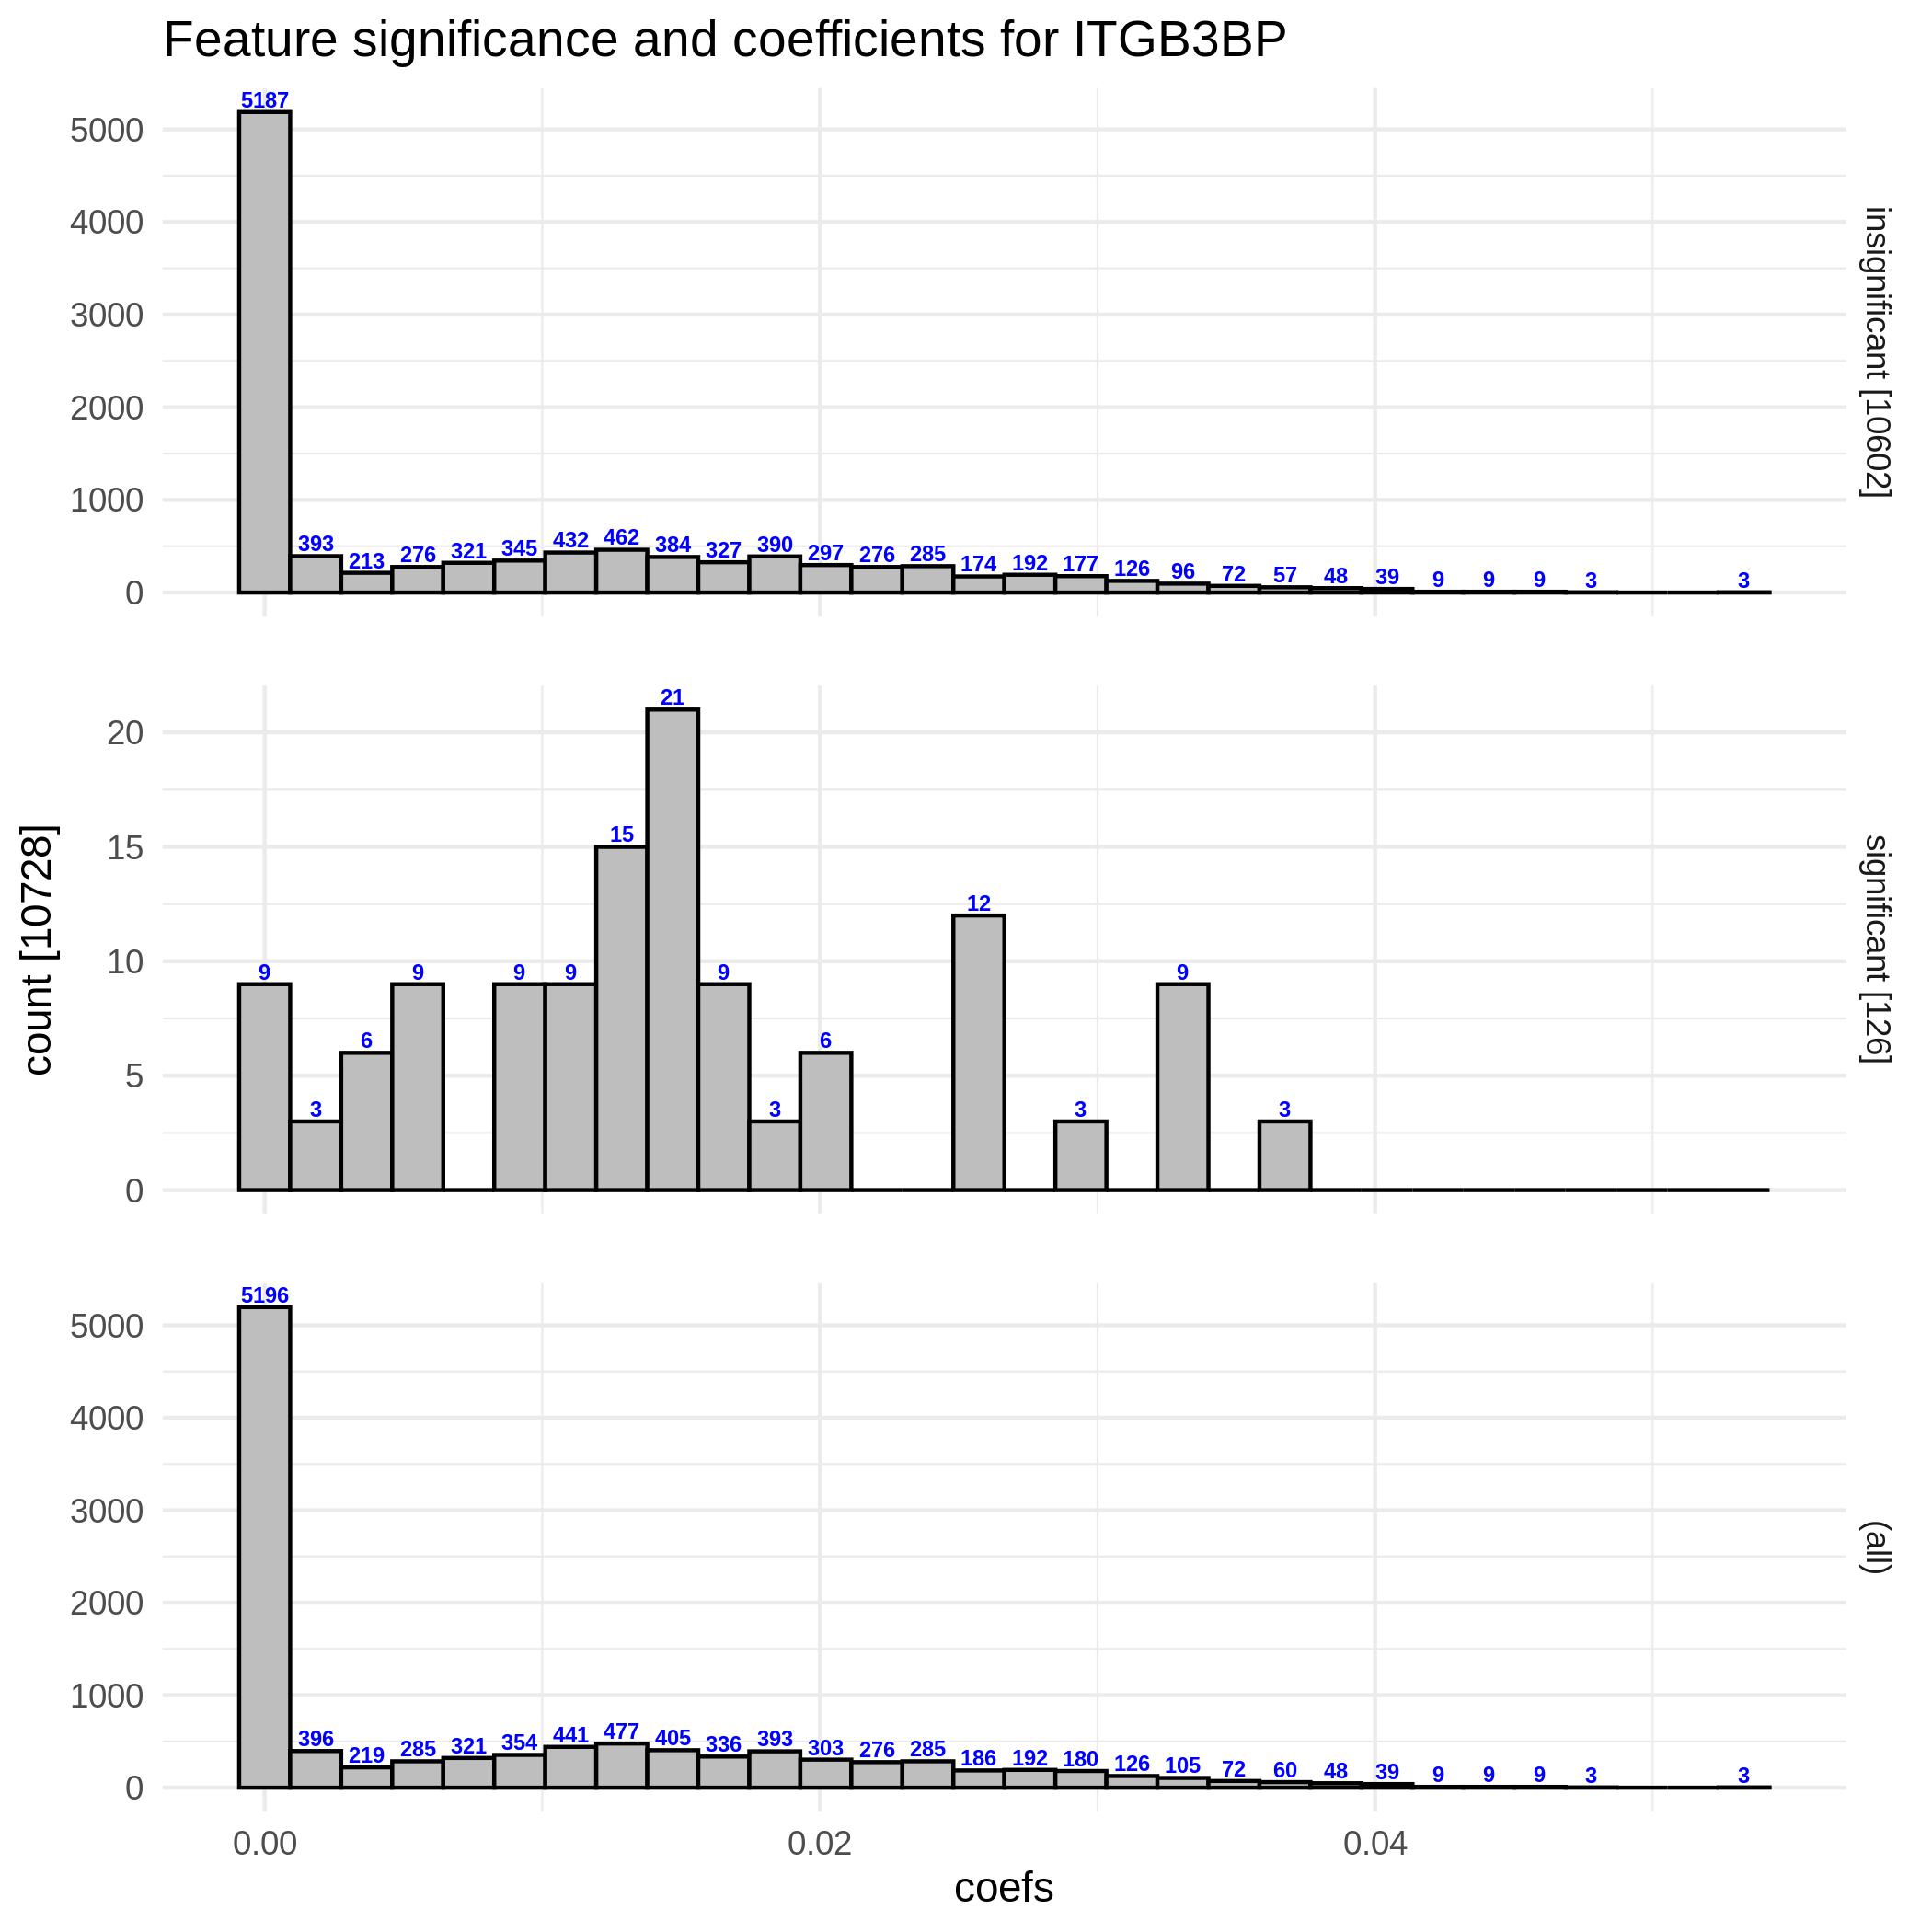 Feature significance and coefficients for ITGB3BP
count [10728]
5000
4000
3000
2000
1000
0
5187
393 213 276 321 345 432 462 384 327 390 297 276 285 174 192 177 126 96 72 57 48 39 9 9 9 3 3
insignificant [10602]
20
15
10
5
0
9 3 6 9 9 9 15 21 9 3 6 12 3 9 3
significant [126]
5000
4000
3000
2000
1000
0
5196
396 219 285 321 354 441 477 405 336 393 303 276 285 186 192 180 126 105 72 60 48 39 9 9 9 3 3
(all)
0.00 0.02 0.04
coefs